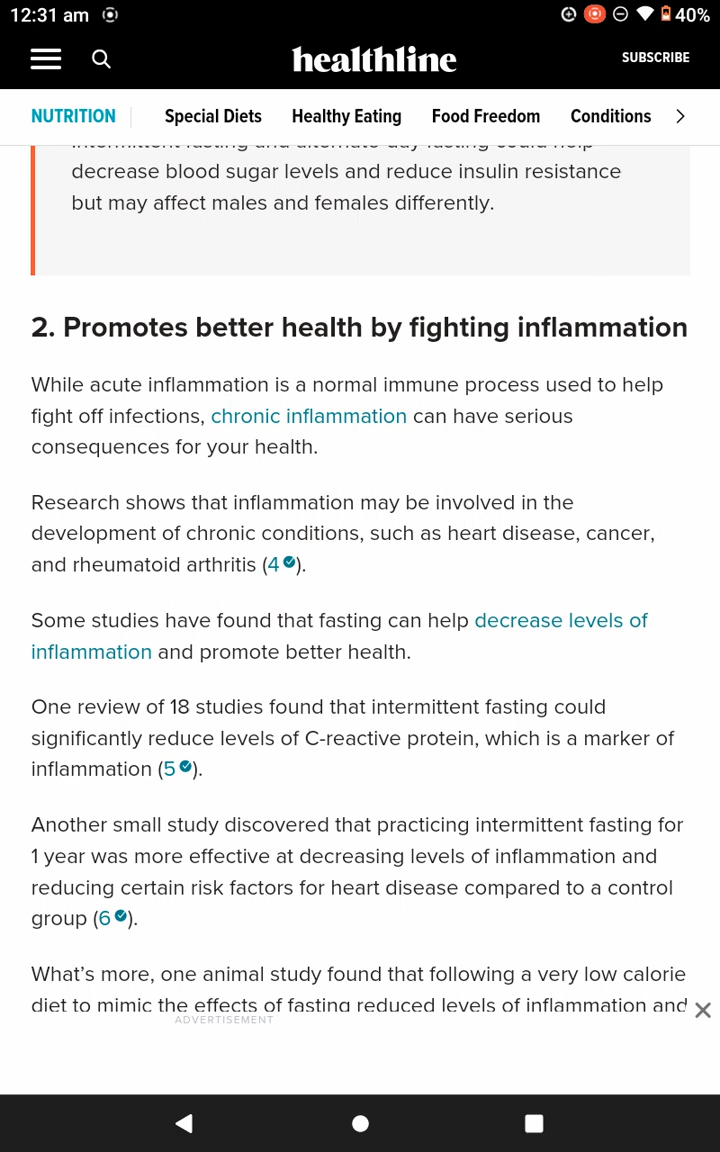 12:31 am
40%
healthline
SUBSCRIBE
NUTRITION Special Diets Healthy Eating Food Freedom Conditions
intermittent fasting and alternate-day fasting could help
decrease blood sugar levels and reduce insulin resistance
but may affect males and females differently.
2. Promotes better health by fighting inflammation
While acute inflammation is a normal immune process used to help
fight off infections, chronic inflammation can have serious
consequences for your health.
Research shows that inflammation may be involved in the
development of chronic conditions, such as heart disease, cancer,
and rheumatoid arthritis (4).
Some studies have found that fasting can help decrease levels of
inflammation and promote better health.
One review of 18 studies found that intermittent fasting could
significantly reduce levels of C-reactive protein, which is a marker of
inflammation (5).
Another small study discovered that practicing intermittent fasting for
1 year was more effective at decreasing levels of inflammation and
reducing certain risk factors for heart disease compared to a control
group (6).
What's more, one animal study found that following a very low calorie
diet to mimic the effects of fasting reduced levels of inflammation and
ADVERTISEMENT